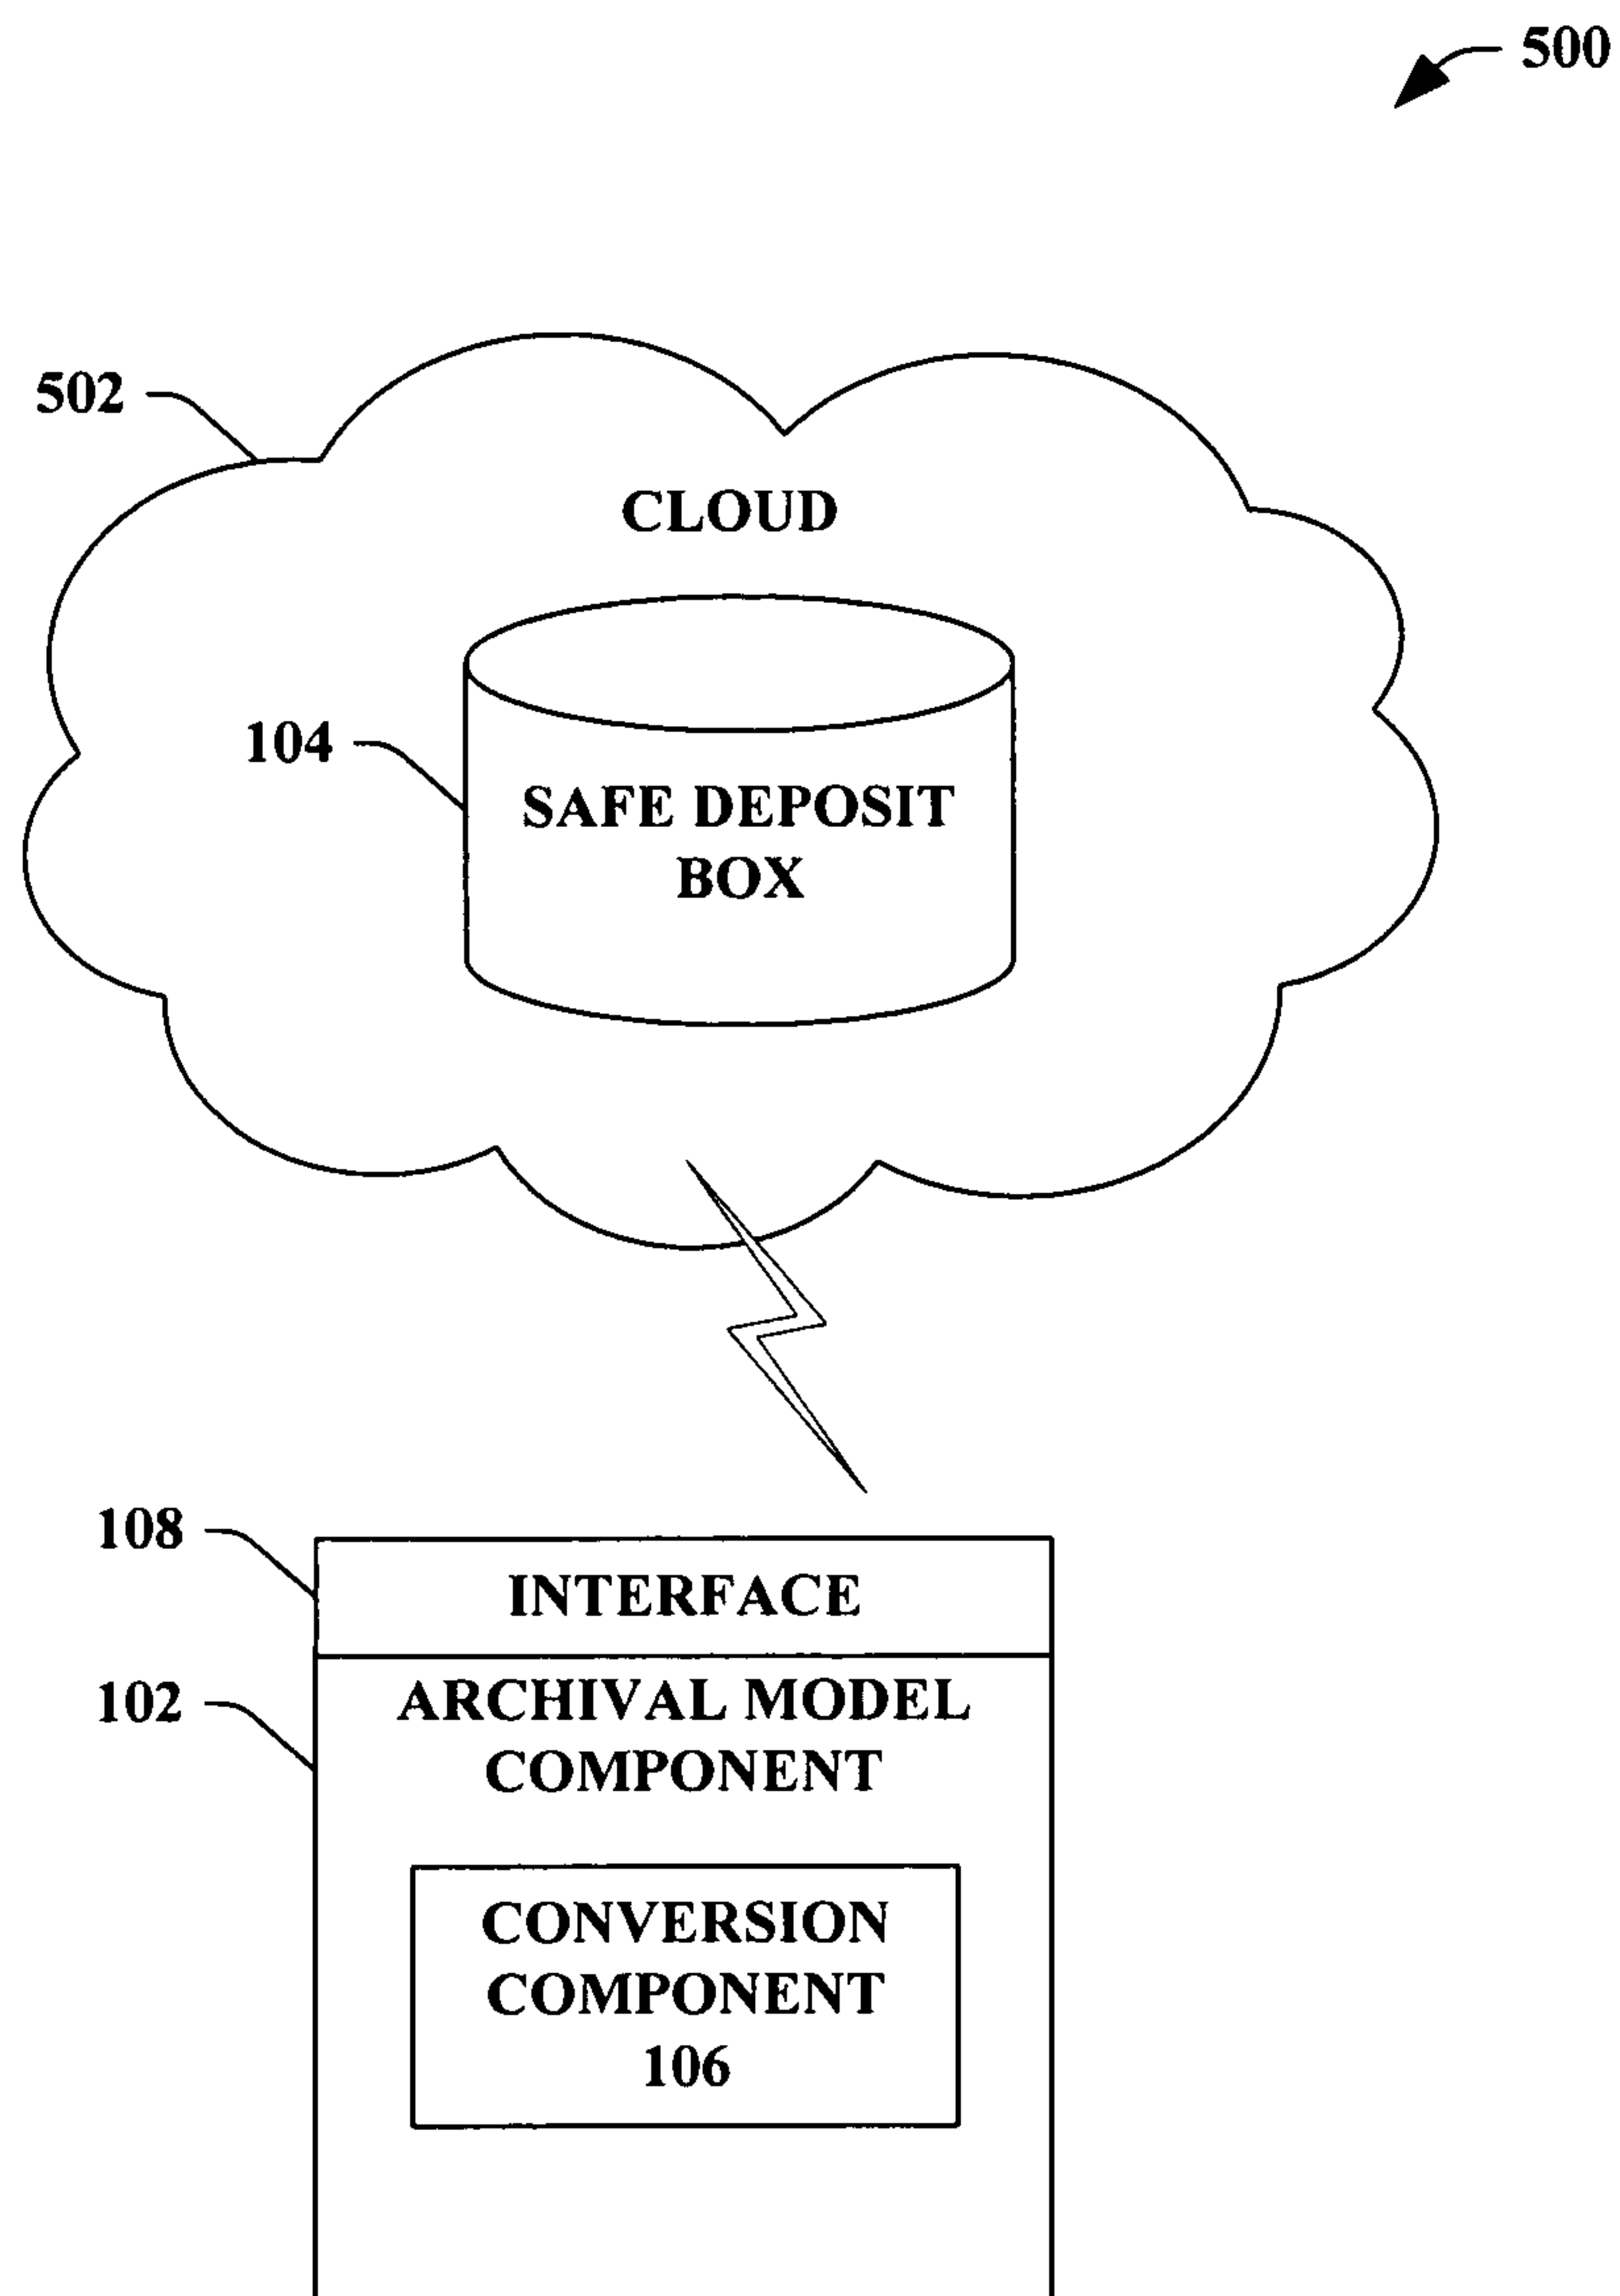 500
502
CLOUD
104
SAFE DEPOSIT
BOX
108
INTERFACE
102
ARCHIVAL MODEL
COMPONENT
CONVERSION
COMPONENT
106